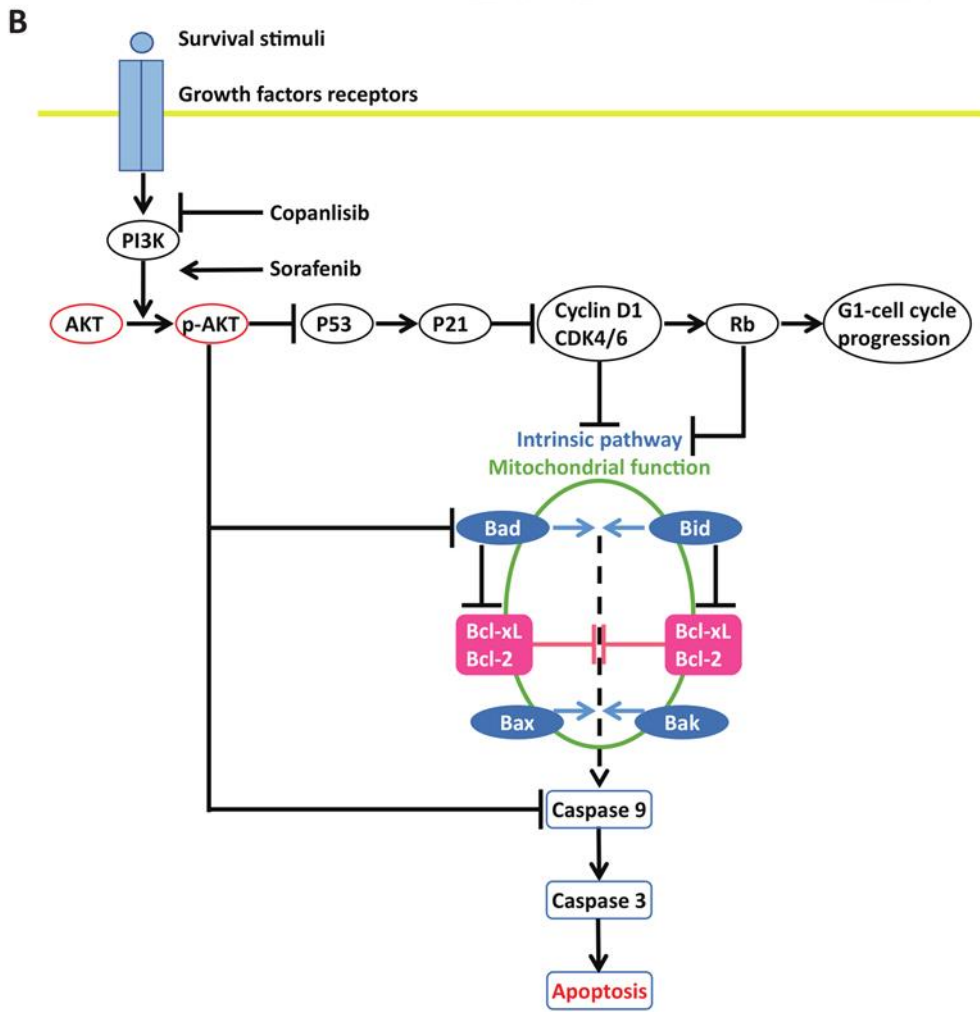 B
Survival stimuli
Growth factors receptors
Copanlisib
PI3K
Sorafenib
AKT
p-AKT
P53
P21
Cyclin D1
CDK4/6
Rb
G1-cell cycle
progression
Intrinsic pathway
Mitochondrial function
Bad
Bid
Bcl-xL
Bcl-2
Bcl-xL
Bcl-2
Bax
Bak
Caspase 9
Caspase 3
Apoptosis